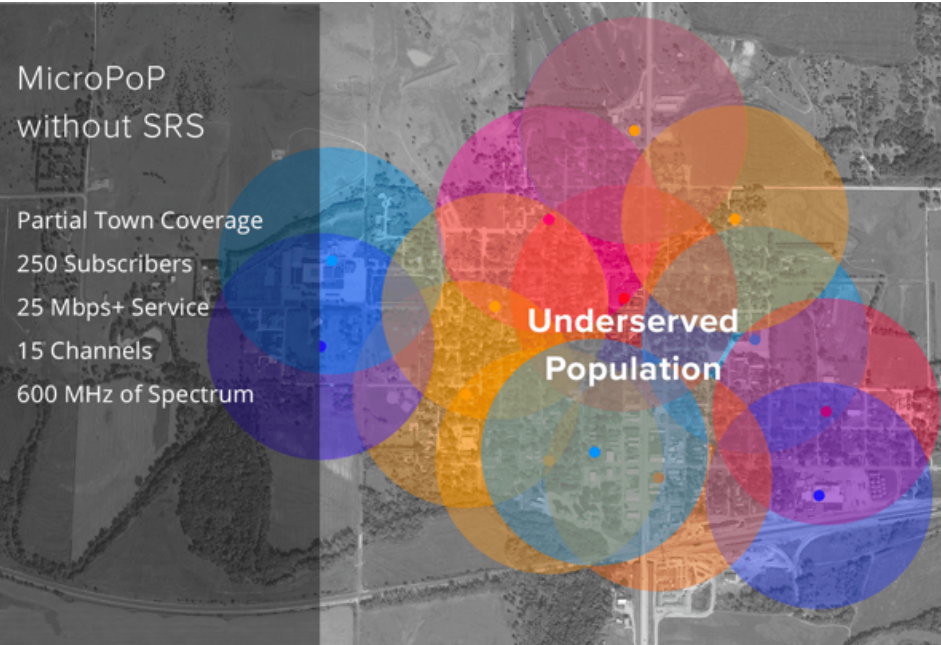 MicroPoP
without SRS
Partial Town Coverage
250 Subscribers
25 Mbps+ Service
15 Channels
600 MHz of Spectrum
Underserved
Population